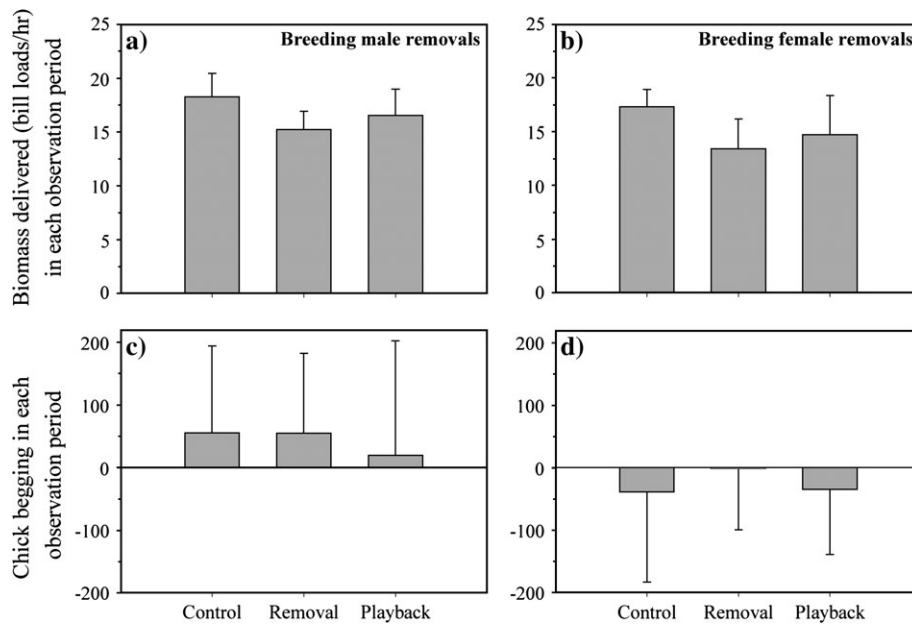 Biomass delivered (bill loads/hr)
in each observation period
a)
Breeding male removals
25
20
15
10
5
0
b)
Breeding female removals
25
20
15
10
5
0
Chick begging in each
observation period
c)
200
100
0
-100
-200
Control Removal Playback
d)
200
100
0
-100
-200
Control Removal Playback